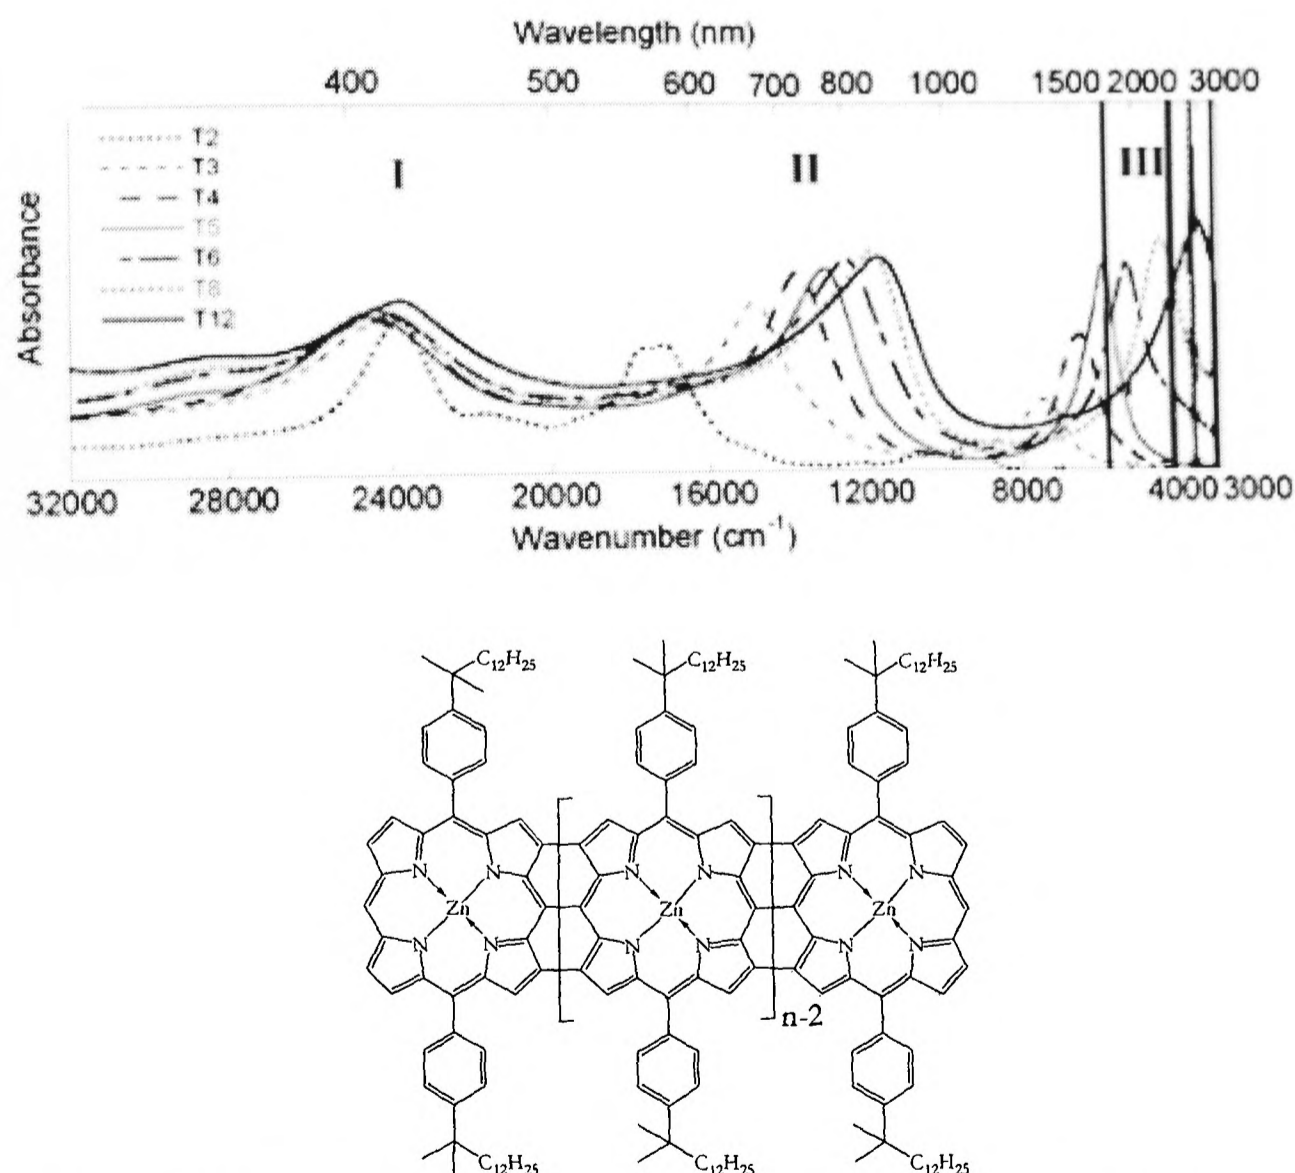 Wavelength (nm)
400 500 600 700 800 1000 1500 2000 3000
T2
T3
T4
T5
T6
T8
T12
I II III
Absorbance
32000 28000 24000 20000 16000 12000 8000 4000 3000
Wavenumber (cm⁻¹)
C₁₂H₂₅ C₁₂H₂₅ C₁₂H₂₅
N N N N N N
Zn Zn Zn
N N N N N N
n-2
C₁₂H₂₅ C₁₂H₂₅ C₁₂H₂₅